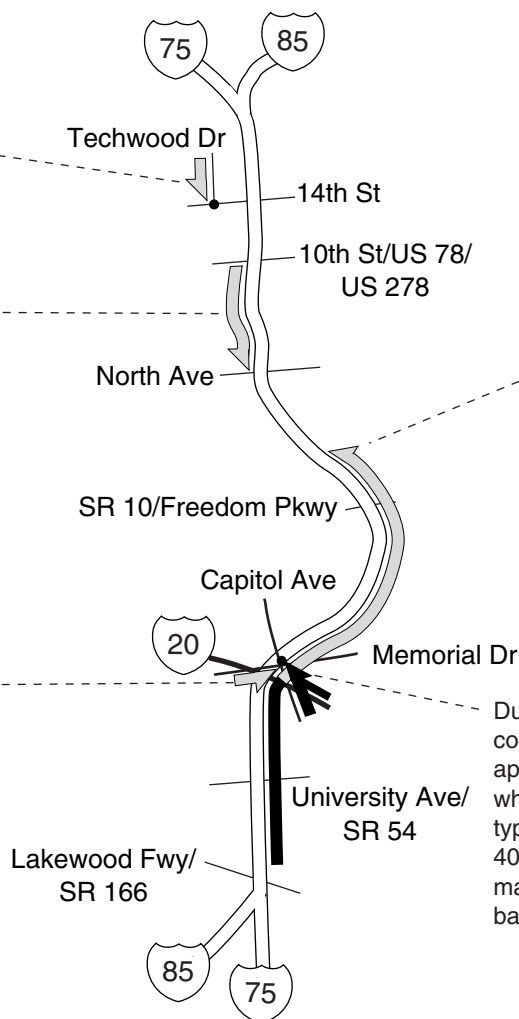 75
85
Techwood Dr
14th St
10th St/US 78/
US 278
North Ave
SR 10/Freedom Pkwy
Capitol Ave
20
Memorial Dr
University Ave/
SR 54
Lakewood Fwy/
SR 166
85
75